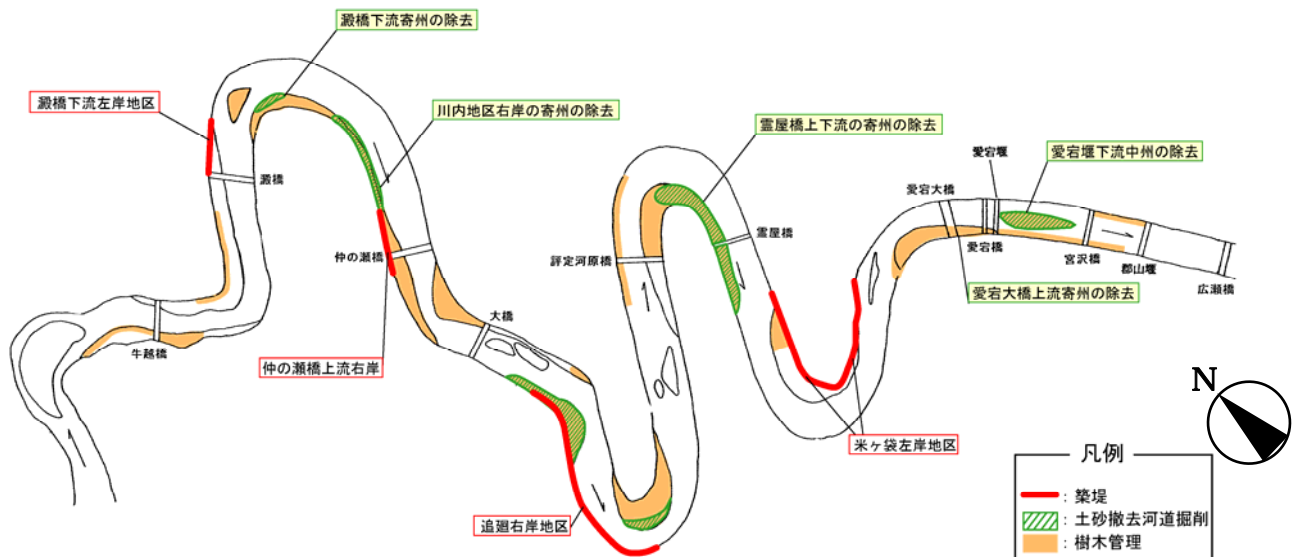 澱橋下流寄州の除去
澱橋下流左岸地区
川内地区右岸の寄州の除去
霊屋橋上下流の寄州の除去
愛宕堰下流中州の除去
愛宕堰
愛宕大橋
澱橋
霊屋橋
仲の瀬橋
評定河原橋
愛宕橋
宮沢橋
郡山堰
広瀬橋
愛宕大橋上流寄州の除去
大橋
牛越橋
仲の瀬橋上流右岸
N
米ヶ袋左岸地区
追廻右岸地区
凡例
:築堤
:土砂撤去河道掘削
:樹木管理